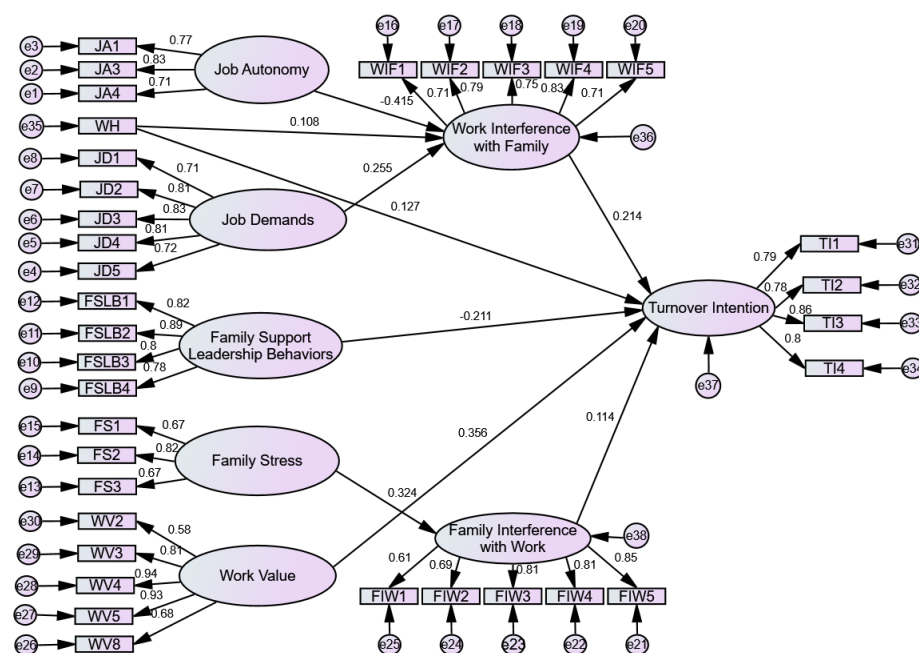 e16
e17
e18
e19
e20
e3
JA1
0.77
Job Autonomy
WIF1
WIF2
WIF3
WIF4
WIF5
e2
JA3
0.83
e1
JA4
0.71
0.71
0.79
0.75
0.83
0.71
-0.415
e35
WH
0.108
Work Interference
with Family
e36
e8
JD1
0.71
0.255
e7
JD2
0.81
0.127
e6
JD3
0.83
Job Demands
0.214
e5
JD4
0.81
e4
JD5
0.72
TI1
e31
0.79
e12
FSLB1
0.82
0.78
TI2
e32
e11
FSLB2
0.89
Family Support
Leadership Behaviors
-0.211
Turnover Intention
0.86
TI3
e33
e10
FSLB3
0.8
0.8
e9
FSLB4
0.78
TI4
e34
e37
e15
FS1
0.67
0.356
0.114
e14
FS2
0.82
Family Stress
e13
FS3
0.67
0.324
e30
WV2
0.58
Family Interference
with Work
e38
e29
WV3
0.81
0.61
0.69
0.81
0.81
0.85
e28
WV4
0.94
Work Value
FIW1
FIW2
FIW3
FIW4
FIW5
e27
WV5
0.93
e26
WV8
0.68
e25
e24
e23
e22
e21